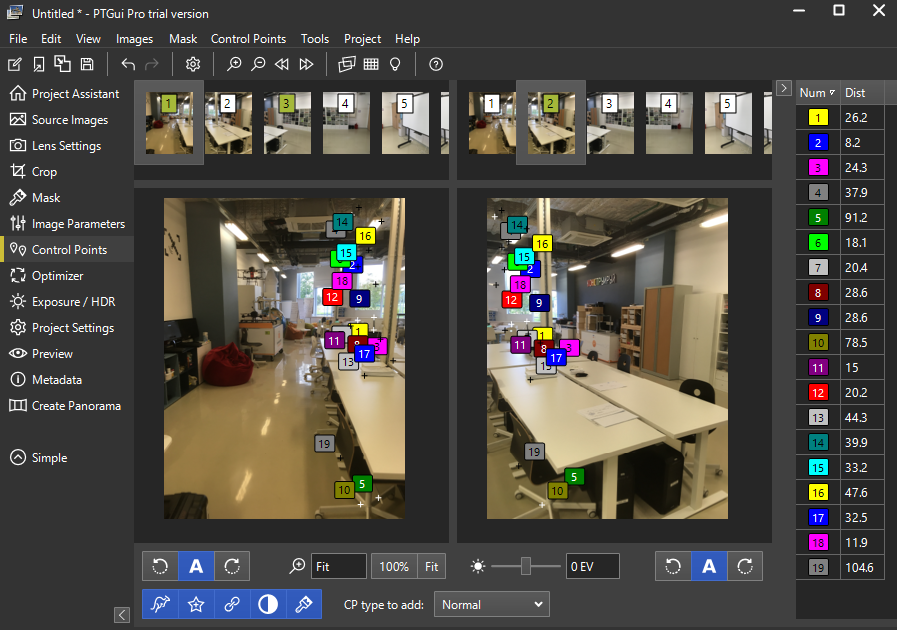 Untitled * - PTGui Pro trial version
File Edit View Images Mask Control Points Tools Project Help
Project Assistant
Source Images
Lens Settings
Crop
Mask
Image Parameters
Control Points
Optimizer
Exposure / HDR
Project Settings
Preview
Metadata
Create Panorama
Simple
1 2 3 4 5
1 2 3 4 5
14
16
15
2
18
12 9
1
11 8 3
17
13
19
5
10
14
16
15
2
18
12 9
1
11 8 3
17
13
19
5
10
A
Fit
100% Fit
0 EV
A
A
CP type to add: Normal
Num Dist
1 26.2
2 8.2
3 24.3
4 37.9
5 91.2
6 18.1
7 20.4
8 28.6
9 28.6
10 78.5
11 15
12 20.2
13 44.3
14 39.9
15 33.2
16 47.6
17 32.5
18 11.9
19 104.6